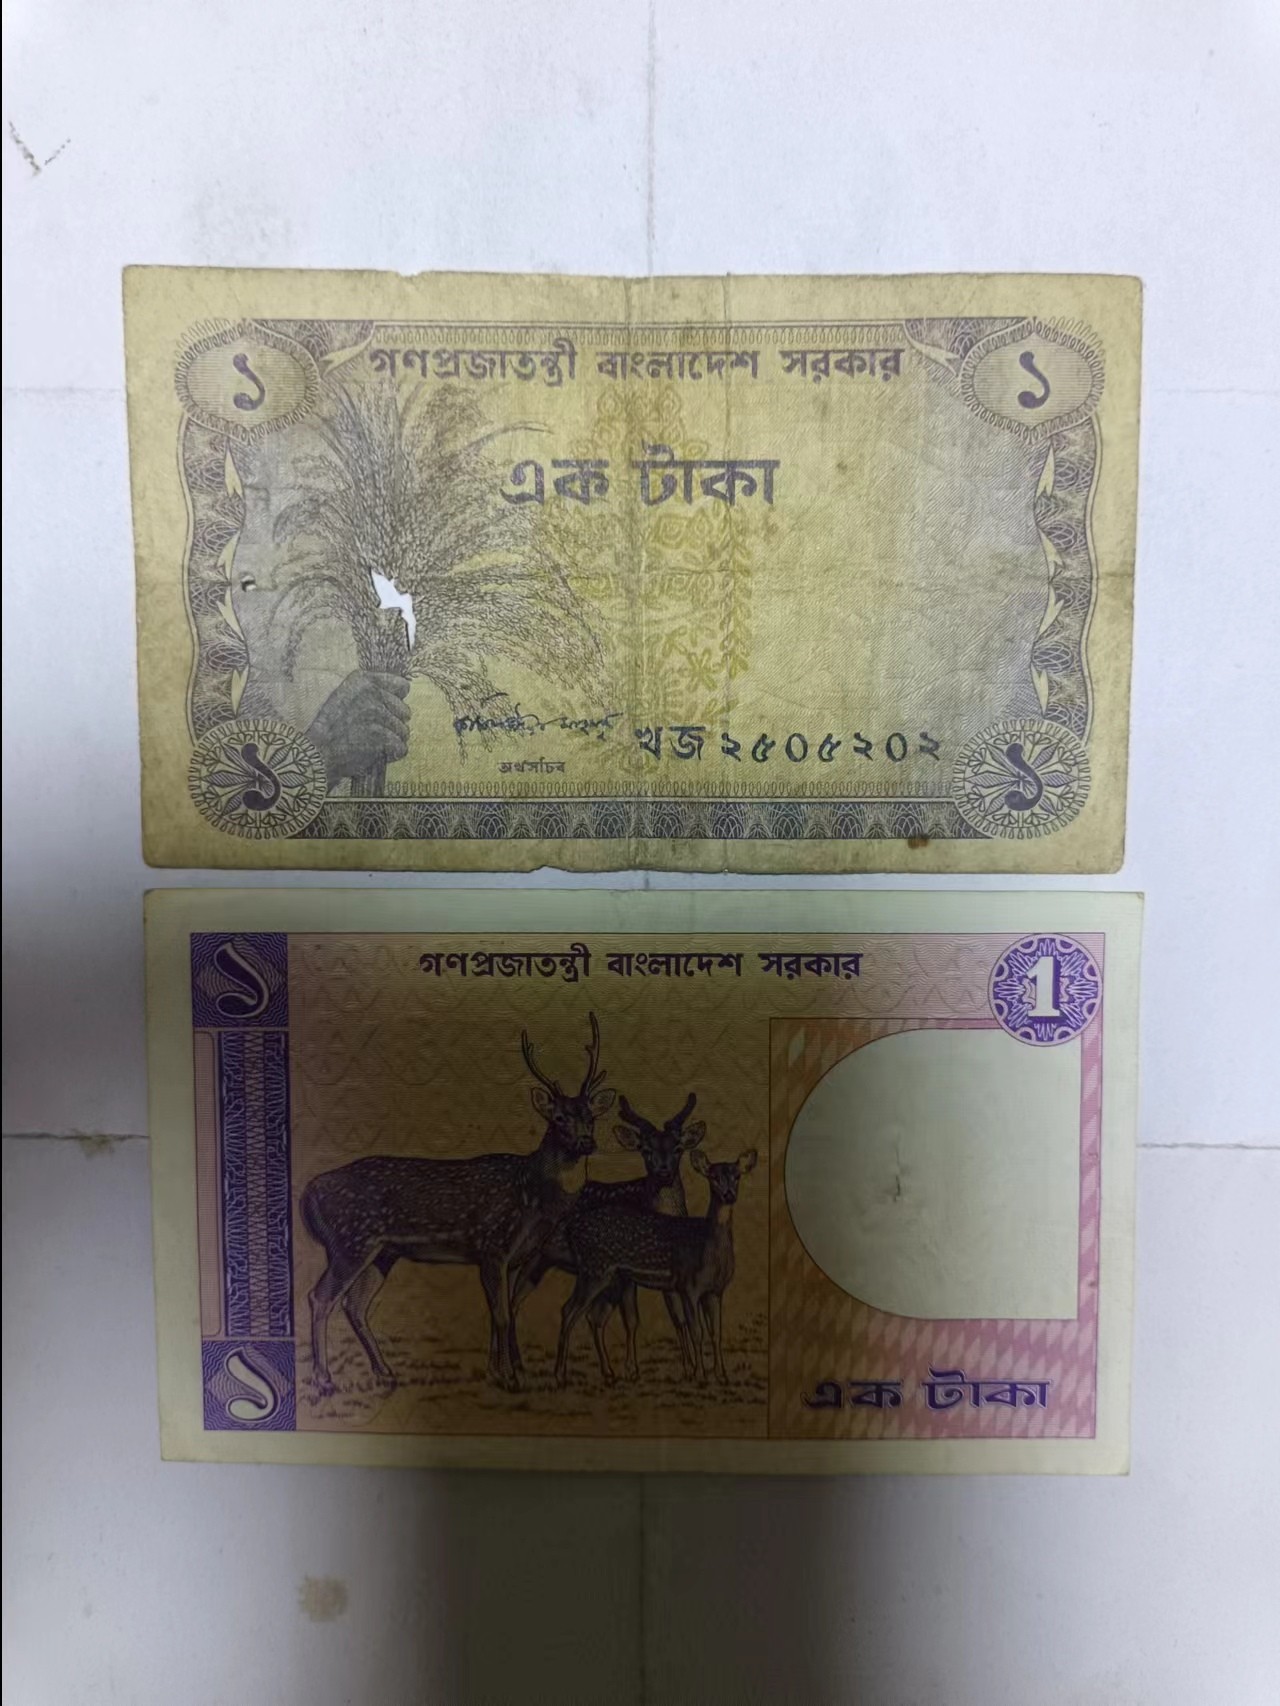 ১ গণপ্রজাতন্ত্রী বাংলাদেশ সরকার ১
এক টাকা
খজ ২৫০৫২০২
অর্থসচিব
১ ১
১ গণপ্রজাতন্ত্রী বাংলাদেশ সরকার 1
১ এক টাকা